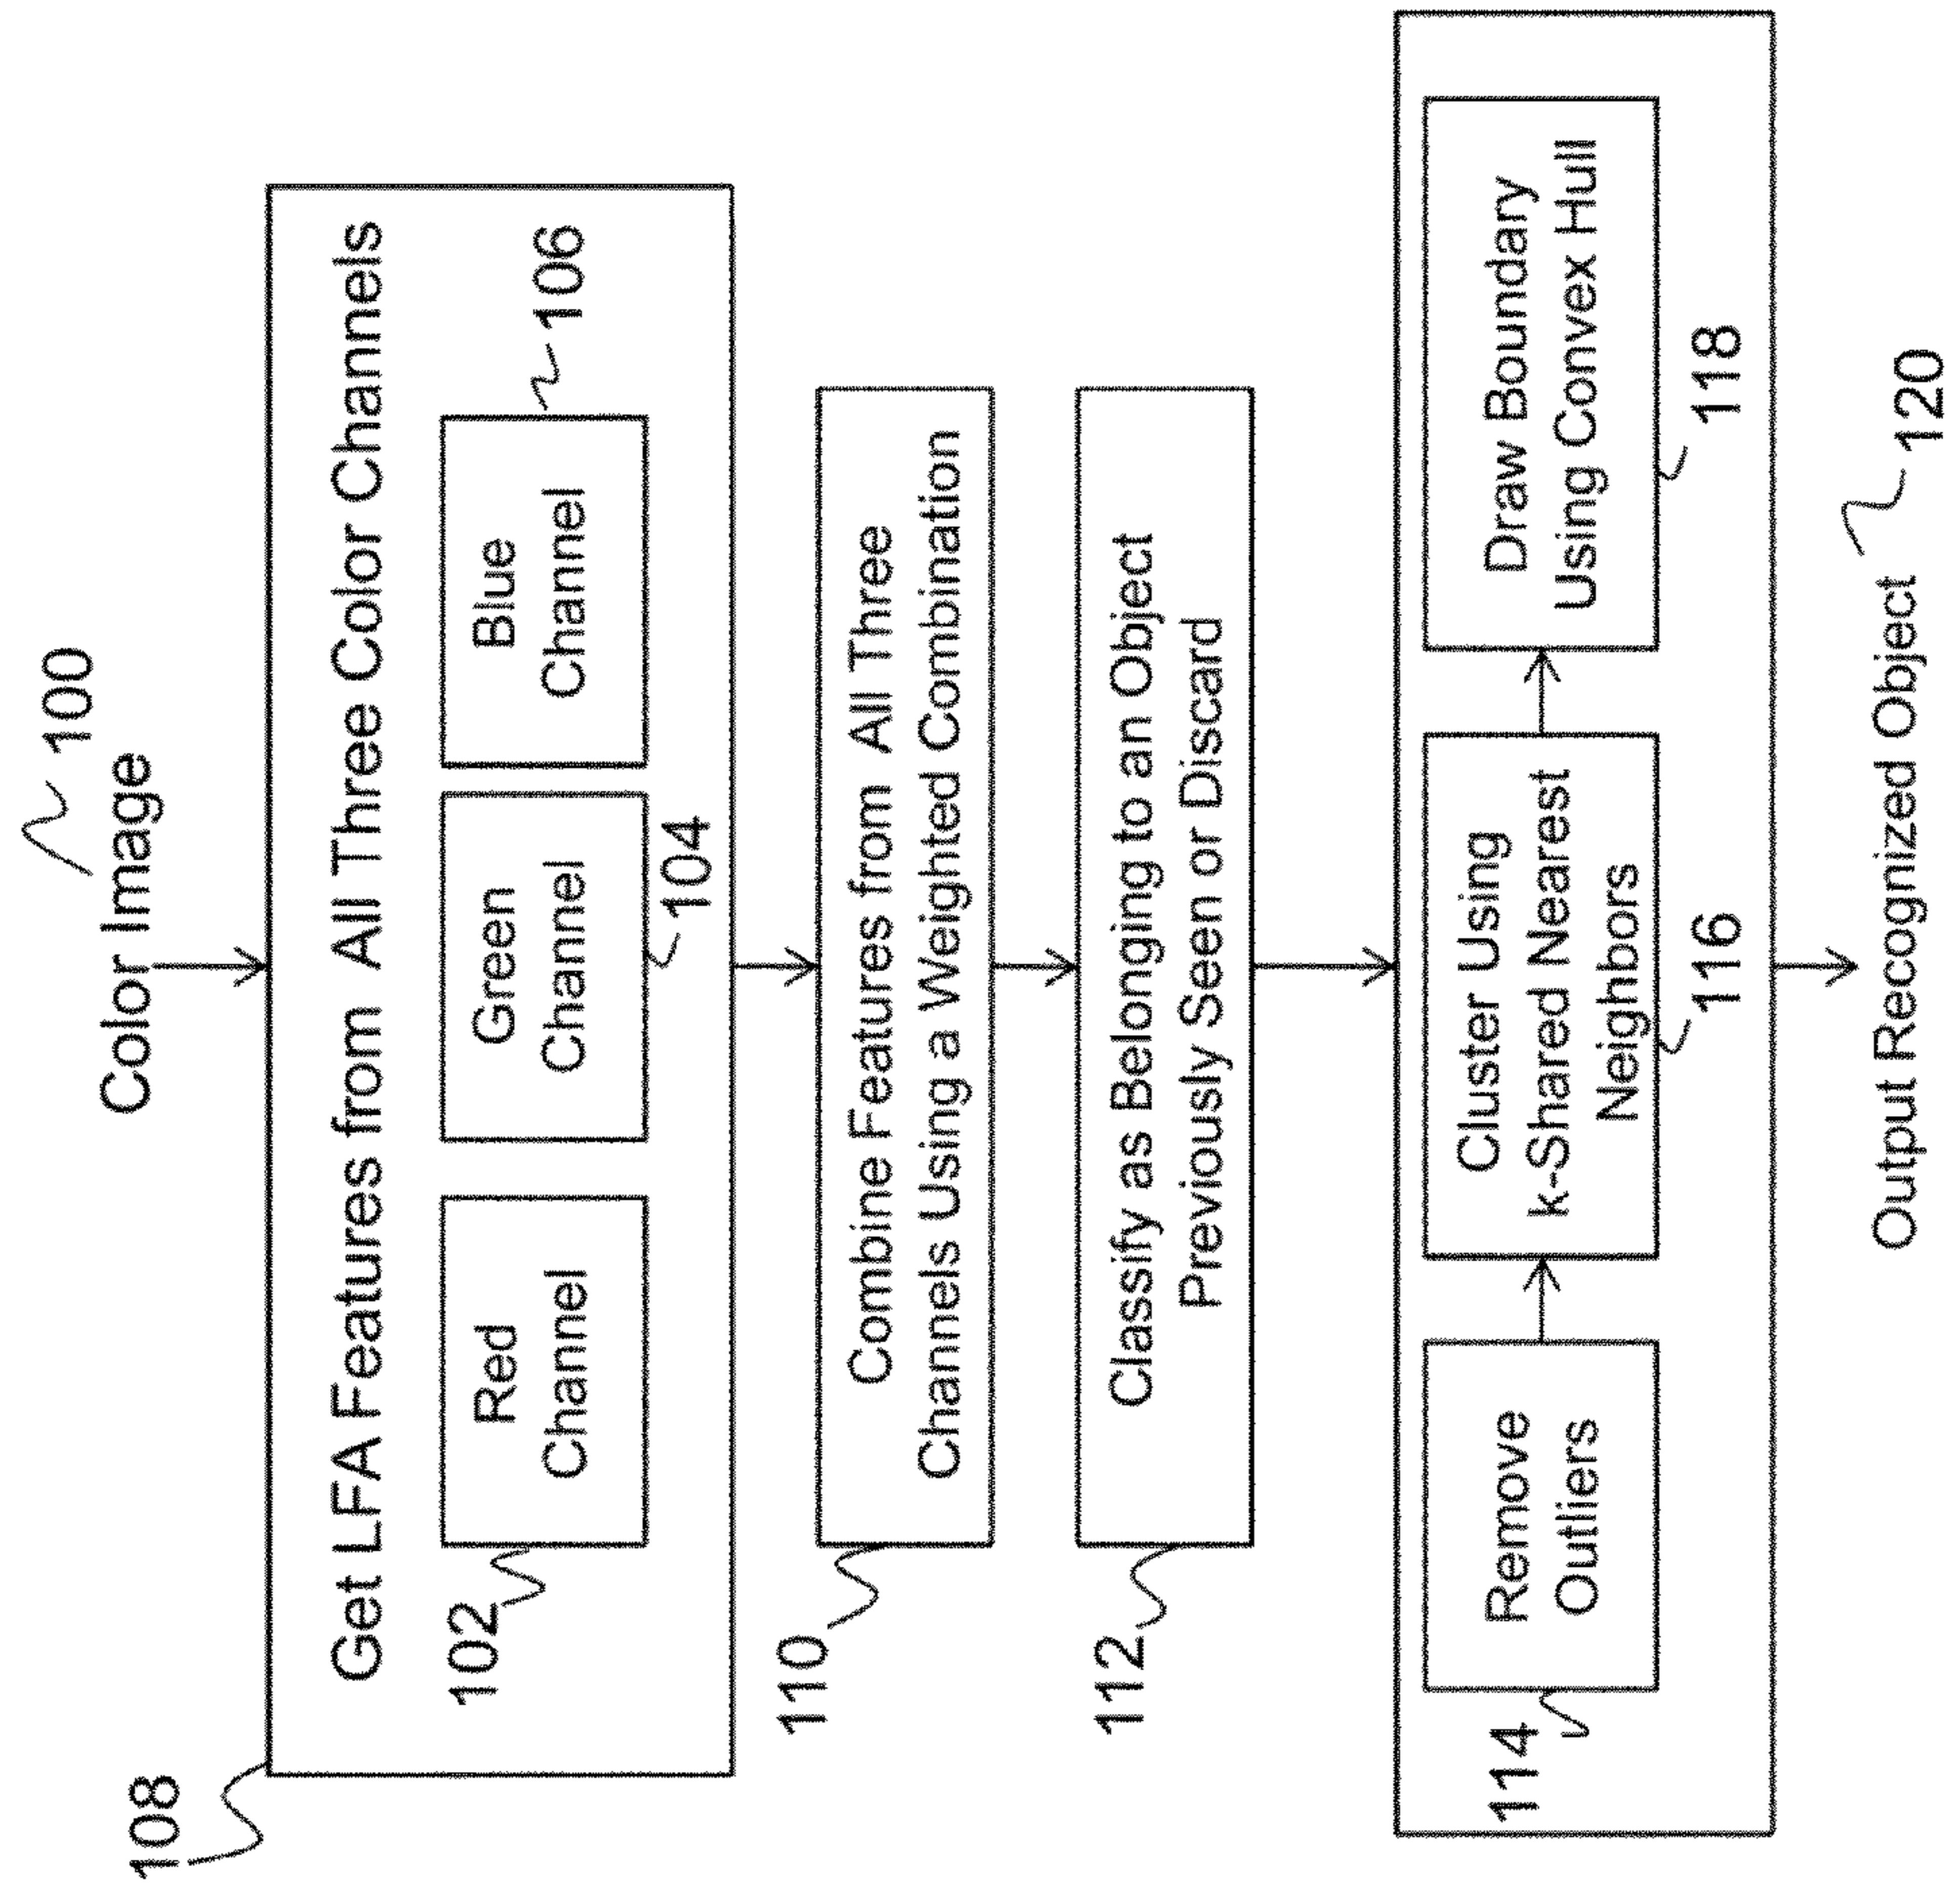 100
Color Image
108
Get LFA Features from All Three Color Channels
Red
Channel
102
Green
Channel
104
Blue
Channel
106
110
Combine Features from All Three
Channels Using a Weighted Combination
112
Classify as Belonging to an Object
Previously Seen or Discard
114
Remove
Outliers
Cluster Using
k-Shared Nearest
Neighbors
116
Draw Boundary
Using Convex Hull
118
Output Recognized Object
120